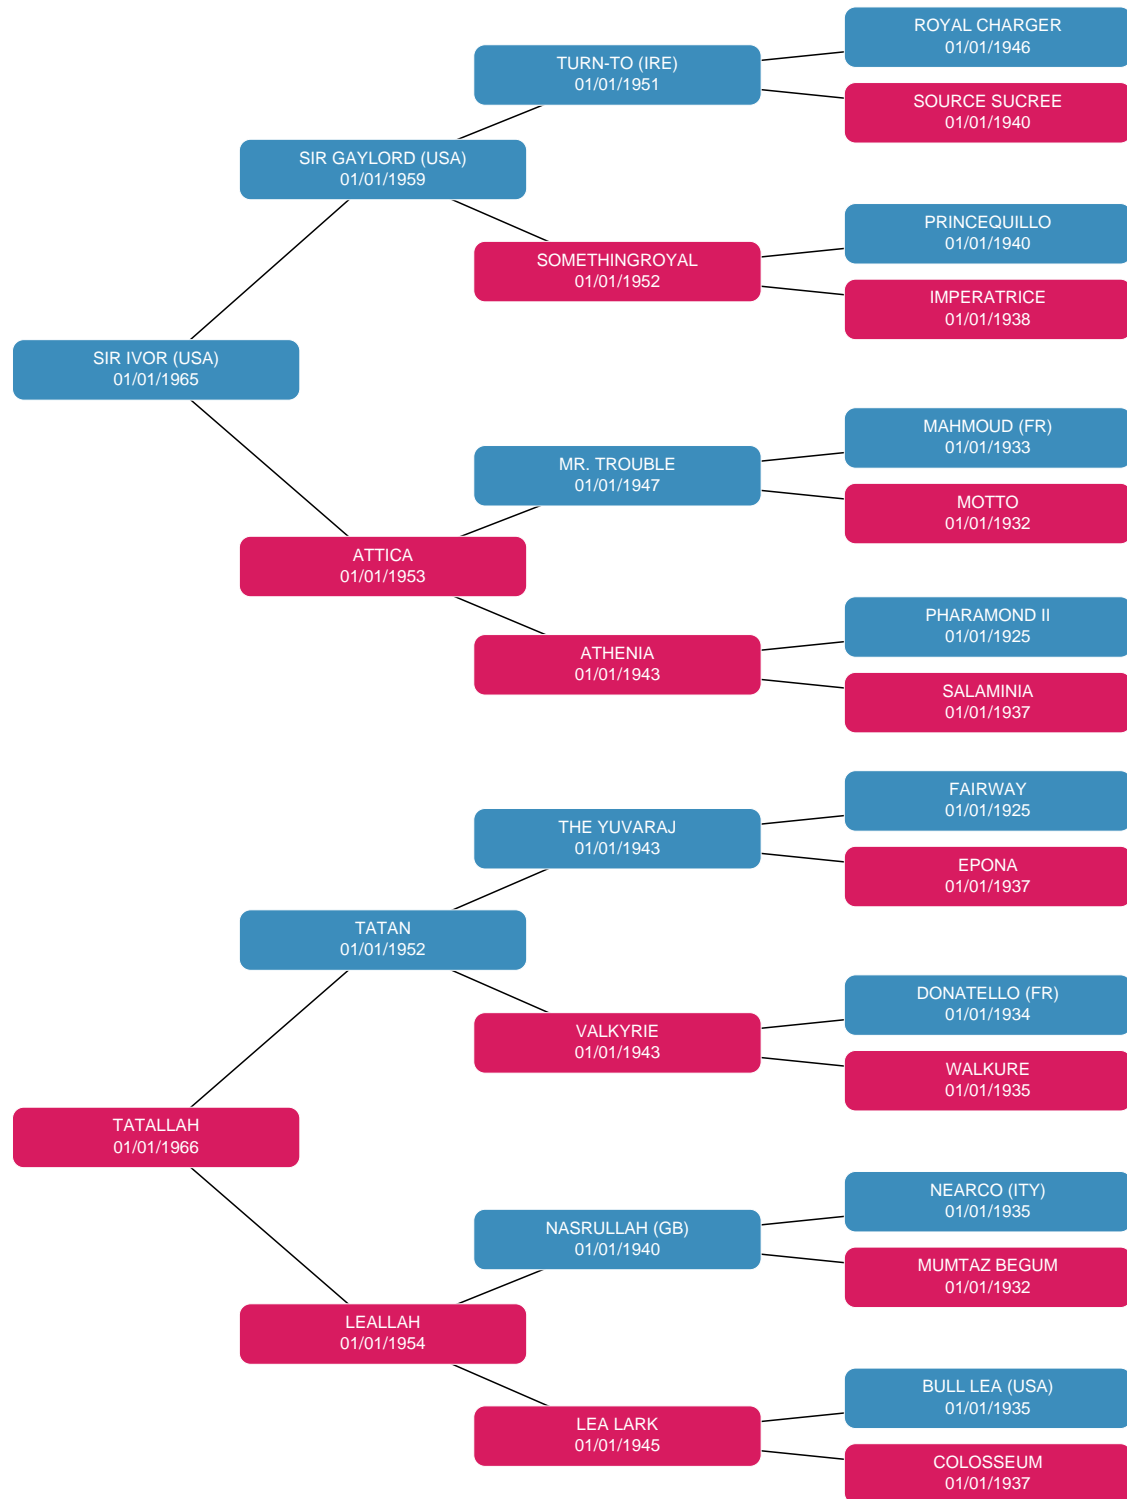 ROYAL CHARGER
01/01/1946
TURN-TO (IRE)
01/01/1951
SOURCE SUCREE
01/01/1940
SIR GAYLORD (USA)
01/01/1959
PRINCEQUILLO
01/01/1940
SOMETHINGROYAL
01/01/1952
IMPERATRICE
01/01/1938
SIR IVOR (USA)
01/01/1965
MAHMOUD (FR)
01/01/1933
MR. TROUBLE
01/01/1947
MOTTO
01/01/1932
ATTICA
01/01/1953
PHARAMOND II
01/01/1925
ATHENIA
01/01/1943
SALAMINIA
01/01/1937
FAIRWAY
01/01/1925
THE YUVARAJ
01/01/1943
EPONA
01/01/1937
TATAN
01/01/1952
DONATELLO (FR)
01/01/1934
VALKYRIE
01/01/1943
WALKURE
01/01/1935
TATALLAH
01/01/1966
NEARCO (ITY)
01/01/1935
NASRULLAH (GB)
01/01/1940
MUMTAZ BEGUM
01/01/1932
LEALLAH
01/01/1954
BULL LEA (USA)
01/01/1935
LEA LARK
01/01/1945
COLOSSEUM
01/01/1937